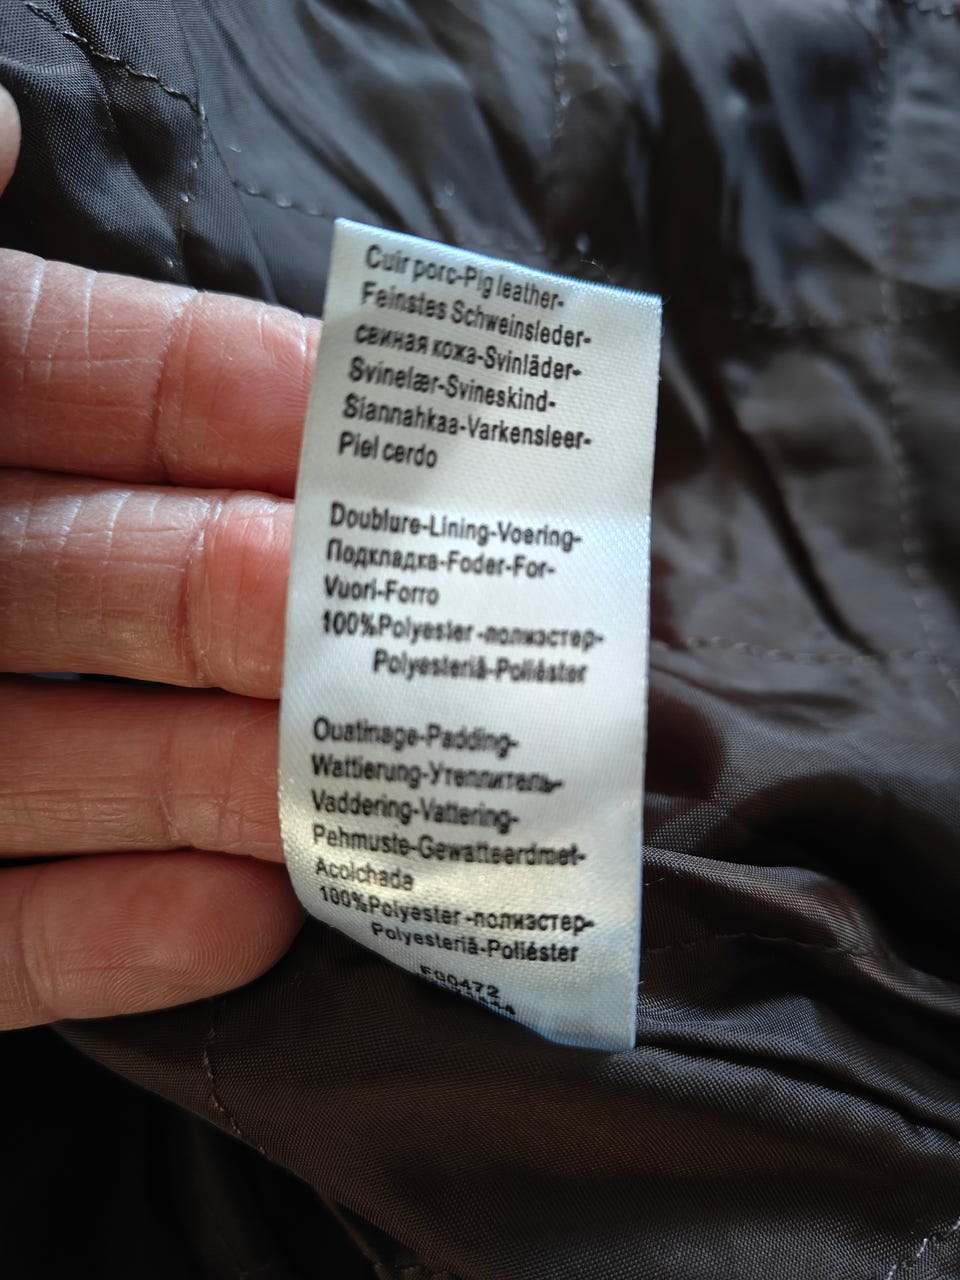 Cuir porc-Pig leather-
Feinstes Schweinsleder-
свиная кожа-Svinläder-
Svinelær-Svineskind-
Siannahkaa-Varkensleer-
Piel cerdo
Doublure-Lining-Voering-
Подкладка-Foder-For-
Vuori-Forro
100%Polyester-полиэстер-
Polyesteriä-Poliéster
Ouatinage-Padding-
Wattierung-Утеплитель-
Vaddering-Vattering-
Pehmuste-Gewatteerdmet-
Acolchada
100%Polyester-полиэстер-
Polyesteriä-Poliéster